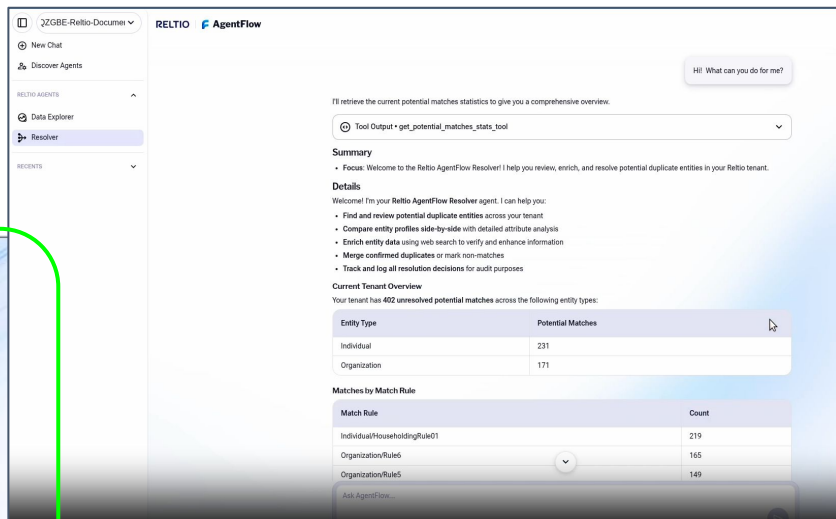 QZGBE-Reltio-Documen
RELTIO AgentFlow
New Chat
Discover Agents
RELTIO AGENTS
Data Explorer
Resolver
RECENTS
Hi! What can you do for me?
I'll retrieve the current potential matches statistics to give you a comprehensive overview.
Tool Output • get_potential_matches_stats_tool
Summary
• Focus: Welcome to the Reltio AgentFlow Resolver! I help you review, enrich, and resolve potential duplicate entities in your Reltio tenant.
Details
Welcome! I'm your Reltio AgentFlow Resolver agent. I can help you:
• Find and review potential duplicate entities across your tenant
• Compare entity profiles side-by-side with detailed attribute analysis
• Enrich entity data using web search to verify and enhance information
• Merge confirmed duplicates or mark non-matches
• Track and log all resolution decisions for audit purposes
Current Tenant Overview
Your tenant has 402 unresolved potential matches across the following entity types:
Entity Type Potential Matches
Individual 231
Organization 171
Matches by Match Rule
Match Rule Count
Individual/HouseholdingRule01 219
Organization/Rule6 165
Organization/Rule5 149
Ask AgentFlow...